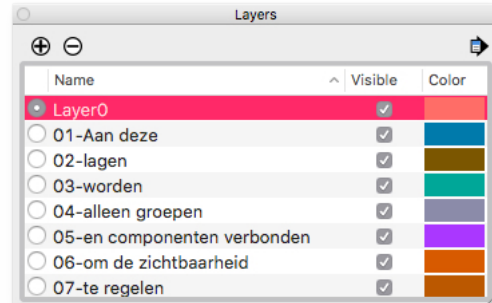 Layers
Name Visible Color
Layer0
01-Aan deze
02-lagen
03-worden
04-alleen groepen
05-en componenten verbonden
06-om de zichtbaarheid
07-te regelen